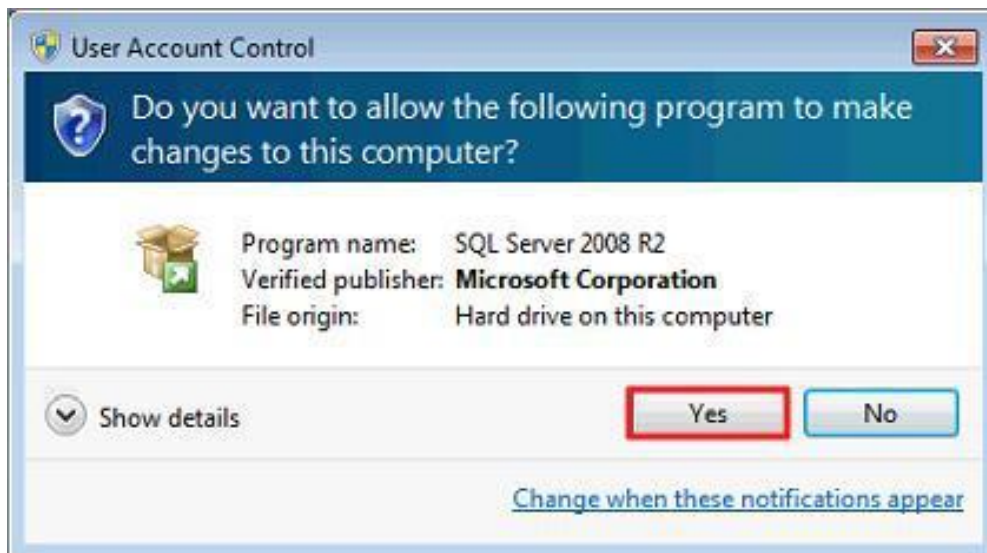 User Account Control
Do you want to allow the following program to make
changes to this computer?
Program name: SQL Server 2008 R2
Verified publisher: Microsoft Corporation
File origin: Hard drive on this computer
Show details
Yes
No
Change when these notifications appear